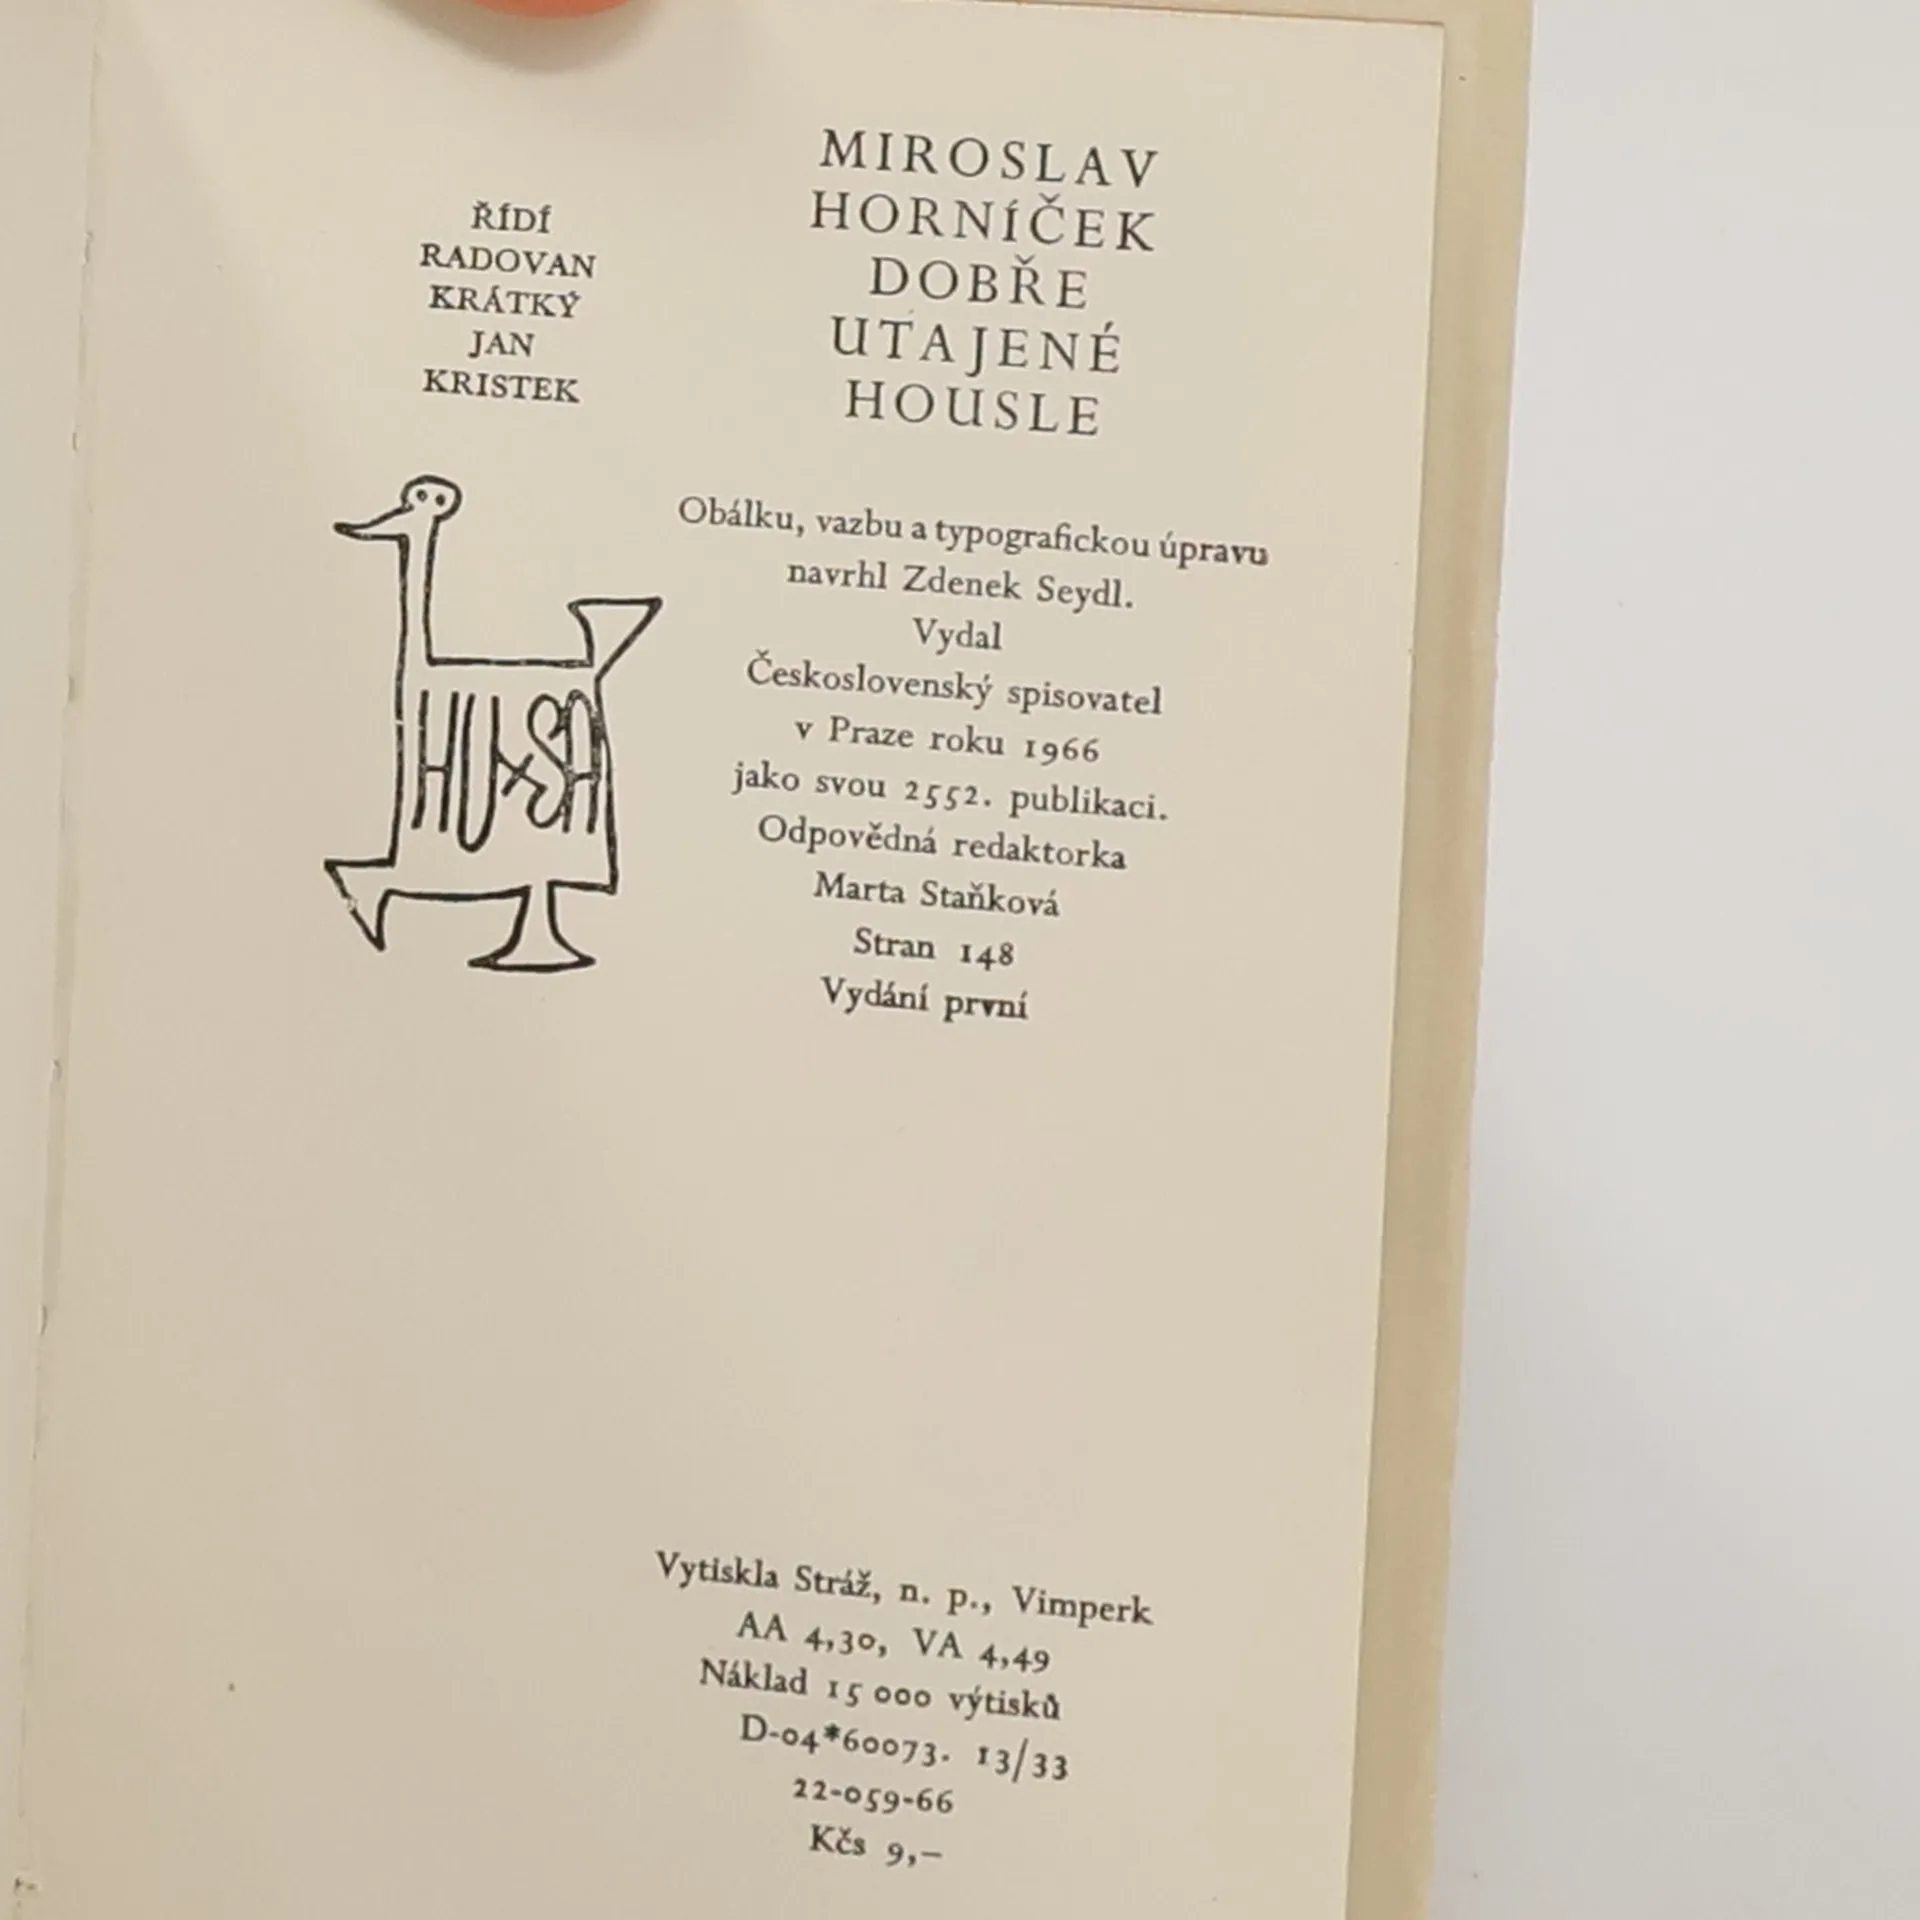 ŘÍDÍ
RADOVAN
KRÁTKÝ
JAN
KRISTEK
MIROSLAV
HORNÍČEK
DOBŘE
UTAJENÉ
HOUSLE
Obálku, vazbu a typografickou úpravu
navrhl Zdenek Seydl.
Vydal
Československý spisovatel
v Praze roku 1966
jako svou 2552. publikaci.
Odpovědná redaktorka
Marta Staňková
Stran 148
Vydání první
Vytiskla Stráž, n. p., Vimperk
AA 4,30, VA 4,49
Náklad 15 000 výtisků
D-04*60073. 13/33
22-059-66
Kčs 9,–